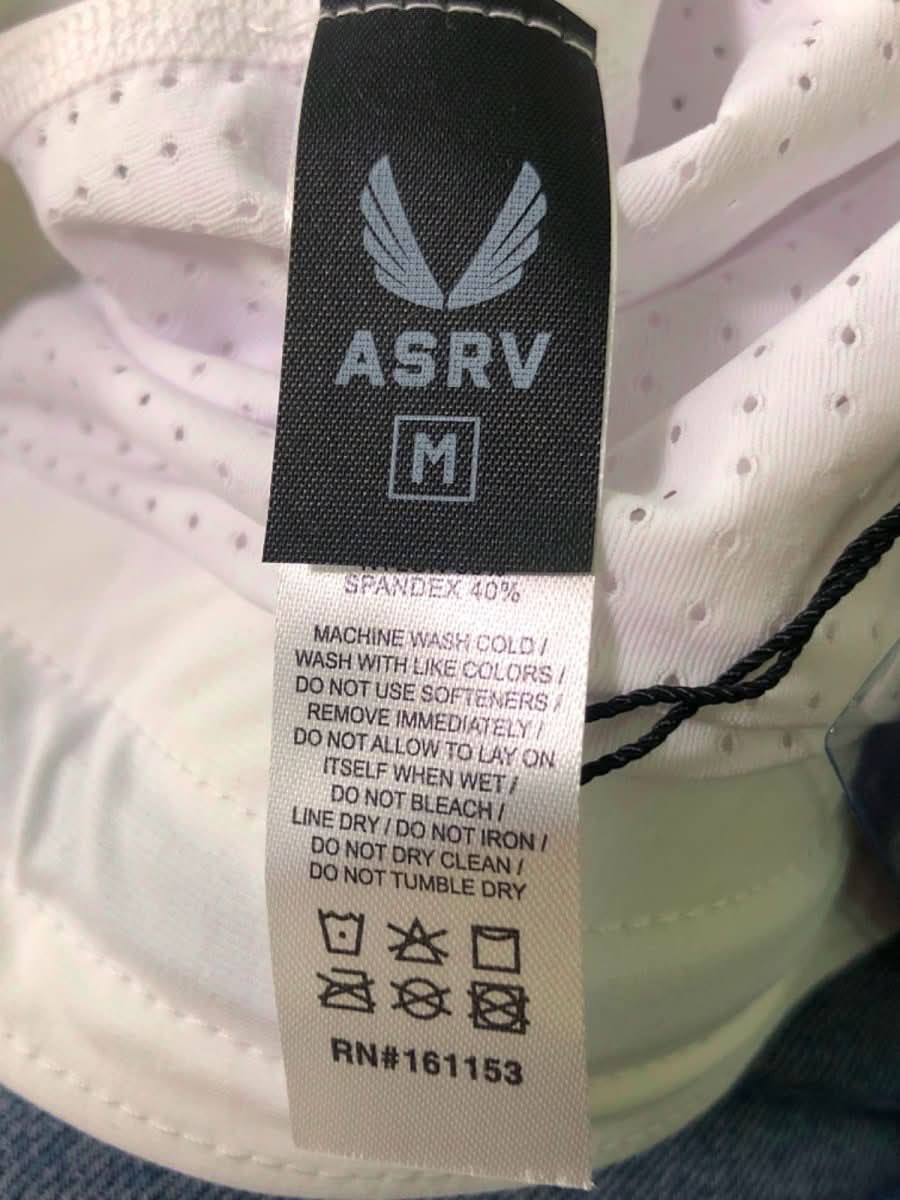 ASRV
M
SPANDEX 40%
MACHINE WASH COLD /
WASH WITH LIKE COLORS /
DO NOT USE SOFTENERS /
REMOVE IMMEDIATELY /
DO NOT ALLOW TO LAY ON
ITSELF WHEN WET /
DO NOT BLEACH /
LINE DRY / DO NOT IRON /
DO NOT DRY CLEAN /
DO NOT TUMBLE DRY
RN#161153